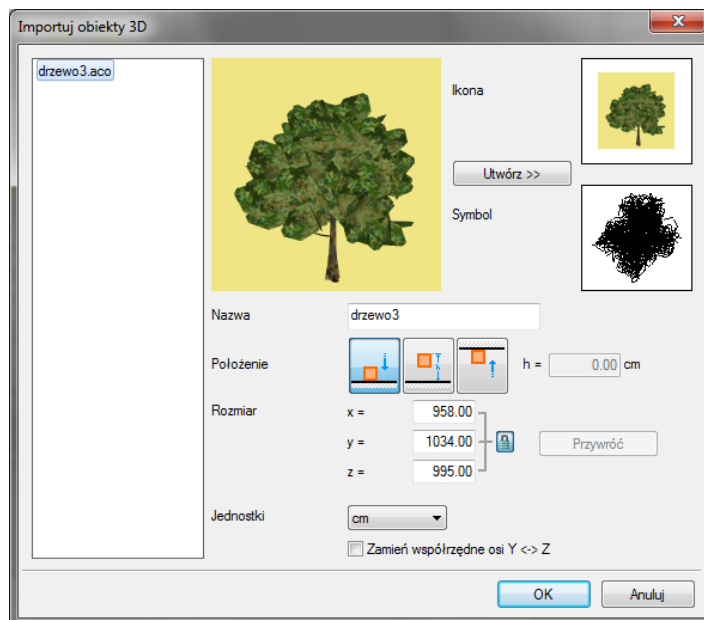 Importuj obiekty 3D
drzewo3.aco
Ikona
Utwórz >>
Symbol
Nazwa
drzewo3
Położenie
h
h = 0.00 cm
Rozmiar
x = 958.00
y = 1034.00
Przywróć
z = 995.00
Jednostki
cm
Zamień współrzędne osi Y <-> Z
OK
Anuluj